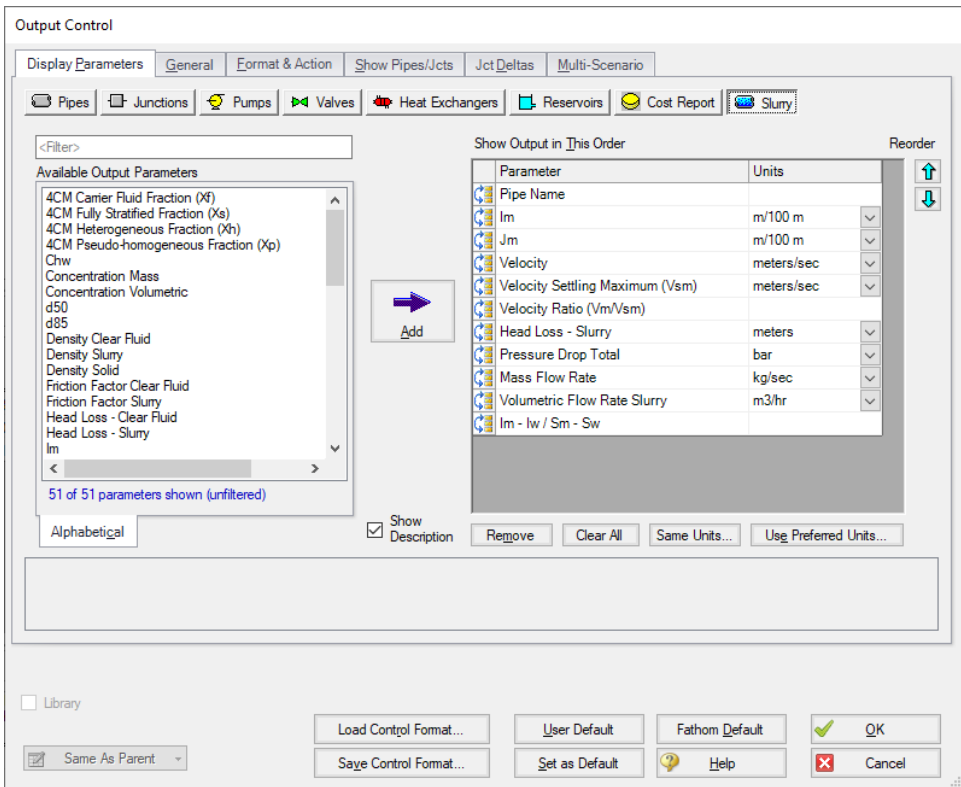 Output Control
Display Parameters
General
Format & Action
Show Pipes/Jcts
Jct Deltas
Multi-Scenario
Pipes
Junctions
Pumps
Valves
Heat Exchangers
Reservoirs
Cost Report
Slurry
<Filter>
Available Output Parameters
4CM Carrier Fluid Fraction (Xf)
4CM Fully Stratified Fraction (Xs)
4CM Heterogeneous Fraction (Xh)
4CM Pseudo-homogeneous Fraction (Xp)
Chw
Concentration Mass
Concentration Volumetric
d50
d85
Density Clear Fluid
Density Slurry
Density Solid
Friction Factor Clear Fluid
Friction Factor Slurry
Head Loss - Clear Fluid
Head Loss - Slurry
Im
51 of 51 parameters shown (unfiltered)
Alphabetical
Add
Show Description
Show Output in This Order
Reorder
Parameter Units
Pipe Name
Im m/100 m
Jm m/100 m
Velocity meters/sec
Velocity Settling Maximum (Vsm) meters/sec
Velocity Ratio (Vm/Vsm)
Head Loss - Slurry meters
Pressure Drop Total bar
Mass Flow Rate kg/sec
Volumetric Flow Rate Slurry m3/hr
Im - Iw / Sm - Sw
Remove
Clear All
Same Units...
Use Preferred Units...
Library
Same As Parent
Load Control Format...
User Default
Fathom Default
OK
Save Control Format...
Set as Default
Help
Cancel